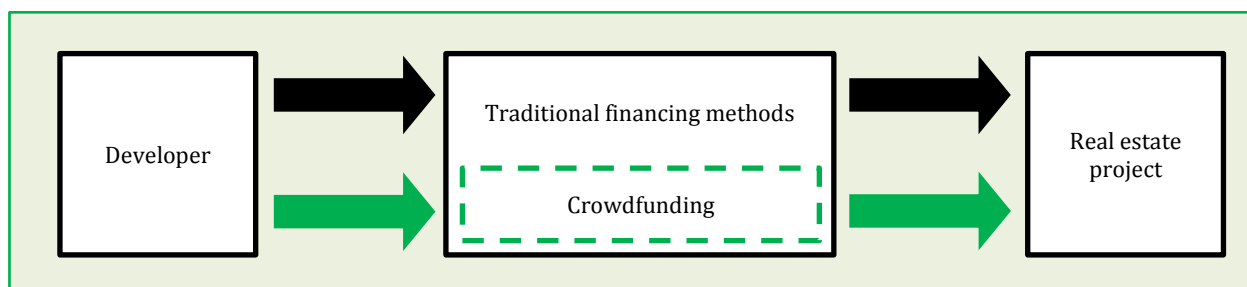 Developer
Traditional financing methods
Crowdfunding
Real estate
project